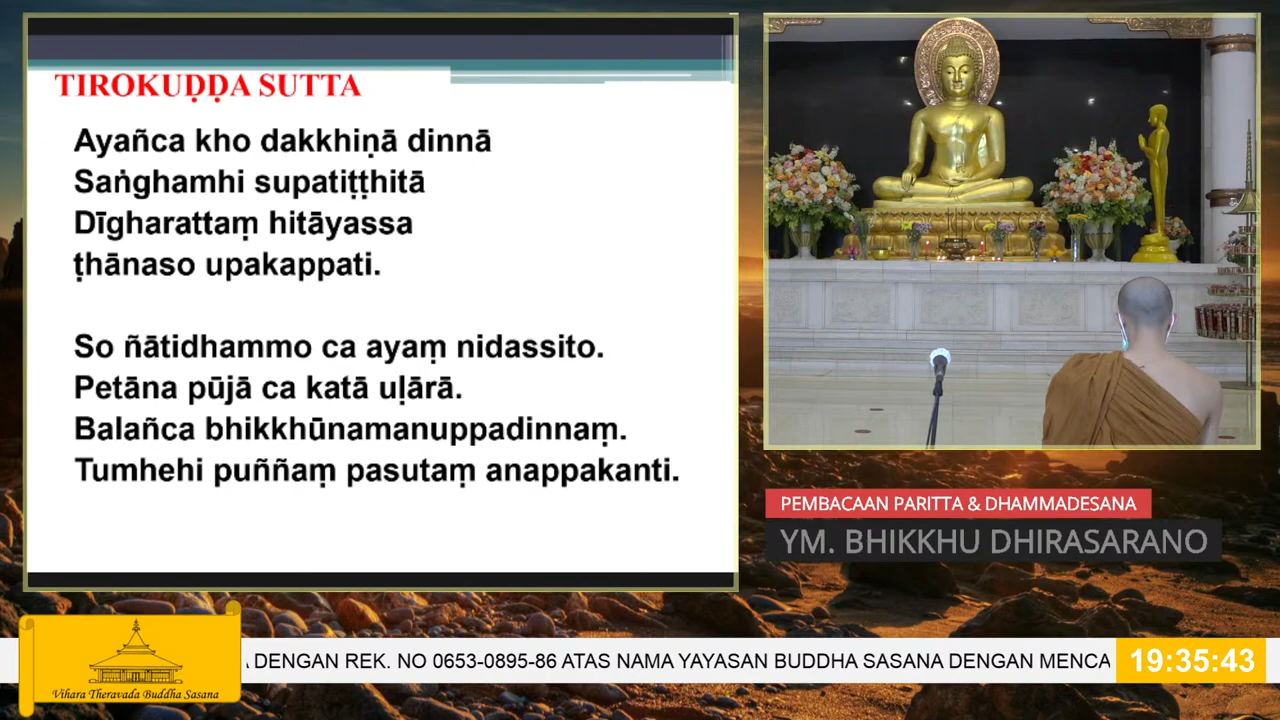 TIROKUḌḌA SUTTA
Ayañca kho dakkhiṇā dinnā
Saṅghamhi supatiṭṭhitā
Dīgharattaṃ hitāyassa
ṭhānaso upakappati.
So ñātidhammo ca ayaṃ nidassito.
Petāna pūjā ca katā uḷārā.
Balañca bhikkhūnamanuppadinnaṃ.
Tumhehi puññaṃ pasutaṃ anappakanti.
PEMBACAAN PARITTA & DHAMMADESANA
YM. BHIKKHU DHIRASARANO
Vihara Theravada Buddha Sasana
DENGAN REK. NO 0653-0895-86 ATAS NAMA YAYASAN BUDDHA SASANA DENGAN MENCA
19:35:43